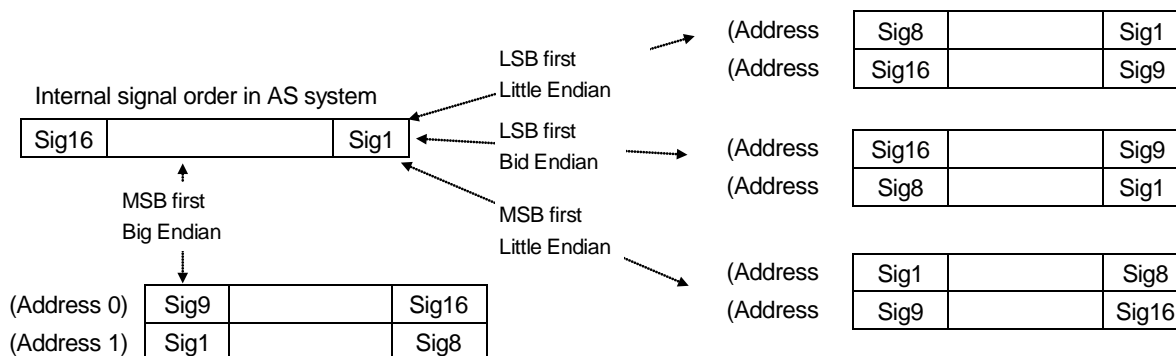 (Address Sig8 Sig1
LSB first
Little Endian
(Address Sig16 Sig9
Internal signal order in AS system
Sig16 Sig1
LSB first
Bid Endian
(Address Sig16 Sig9
(Address Sig8 Sig1
MSB first
Big Endian
MSB first
Little Endian
(Address Sig1 Sig8
(Address Sig9 Sig16
(Address 0) Sig9 Sig16
(Address 1) Sig1 Sig8